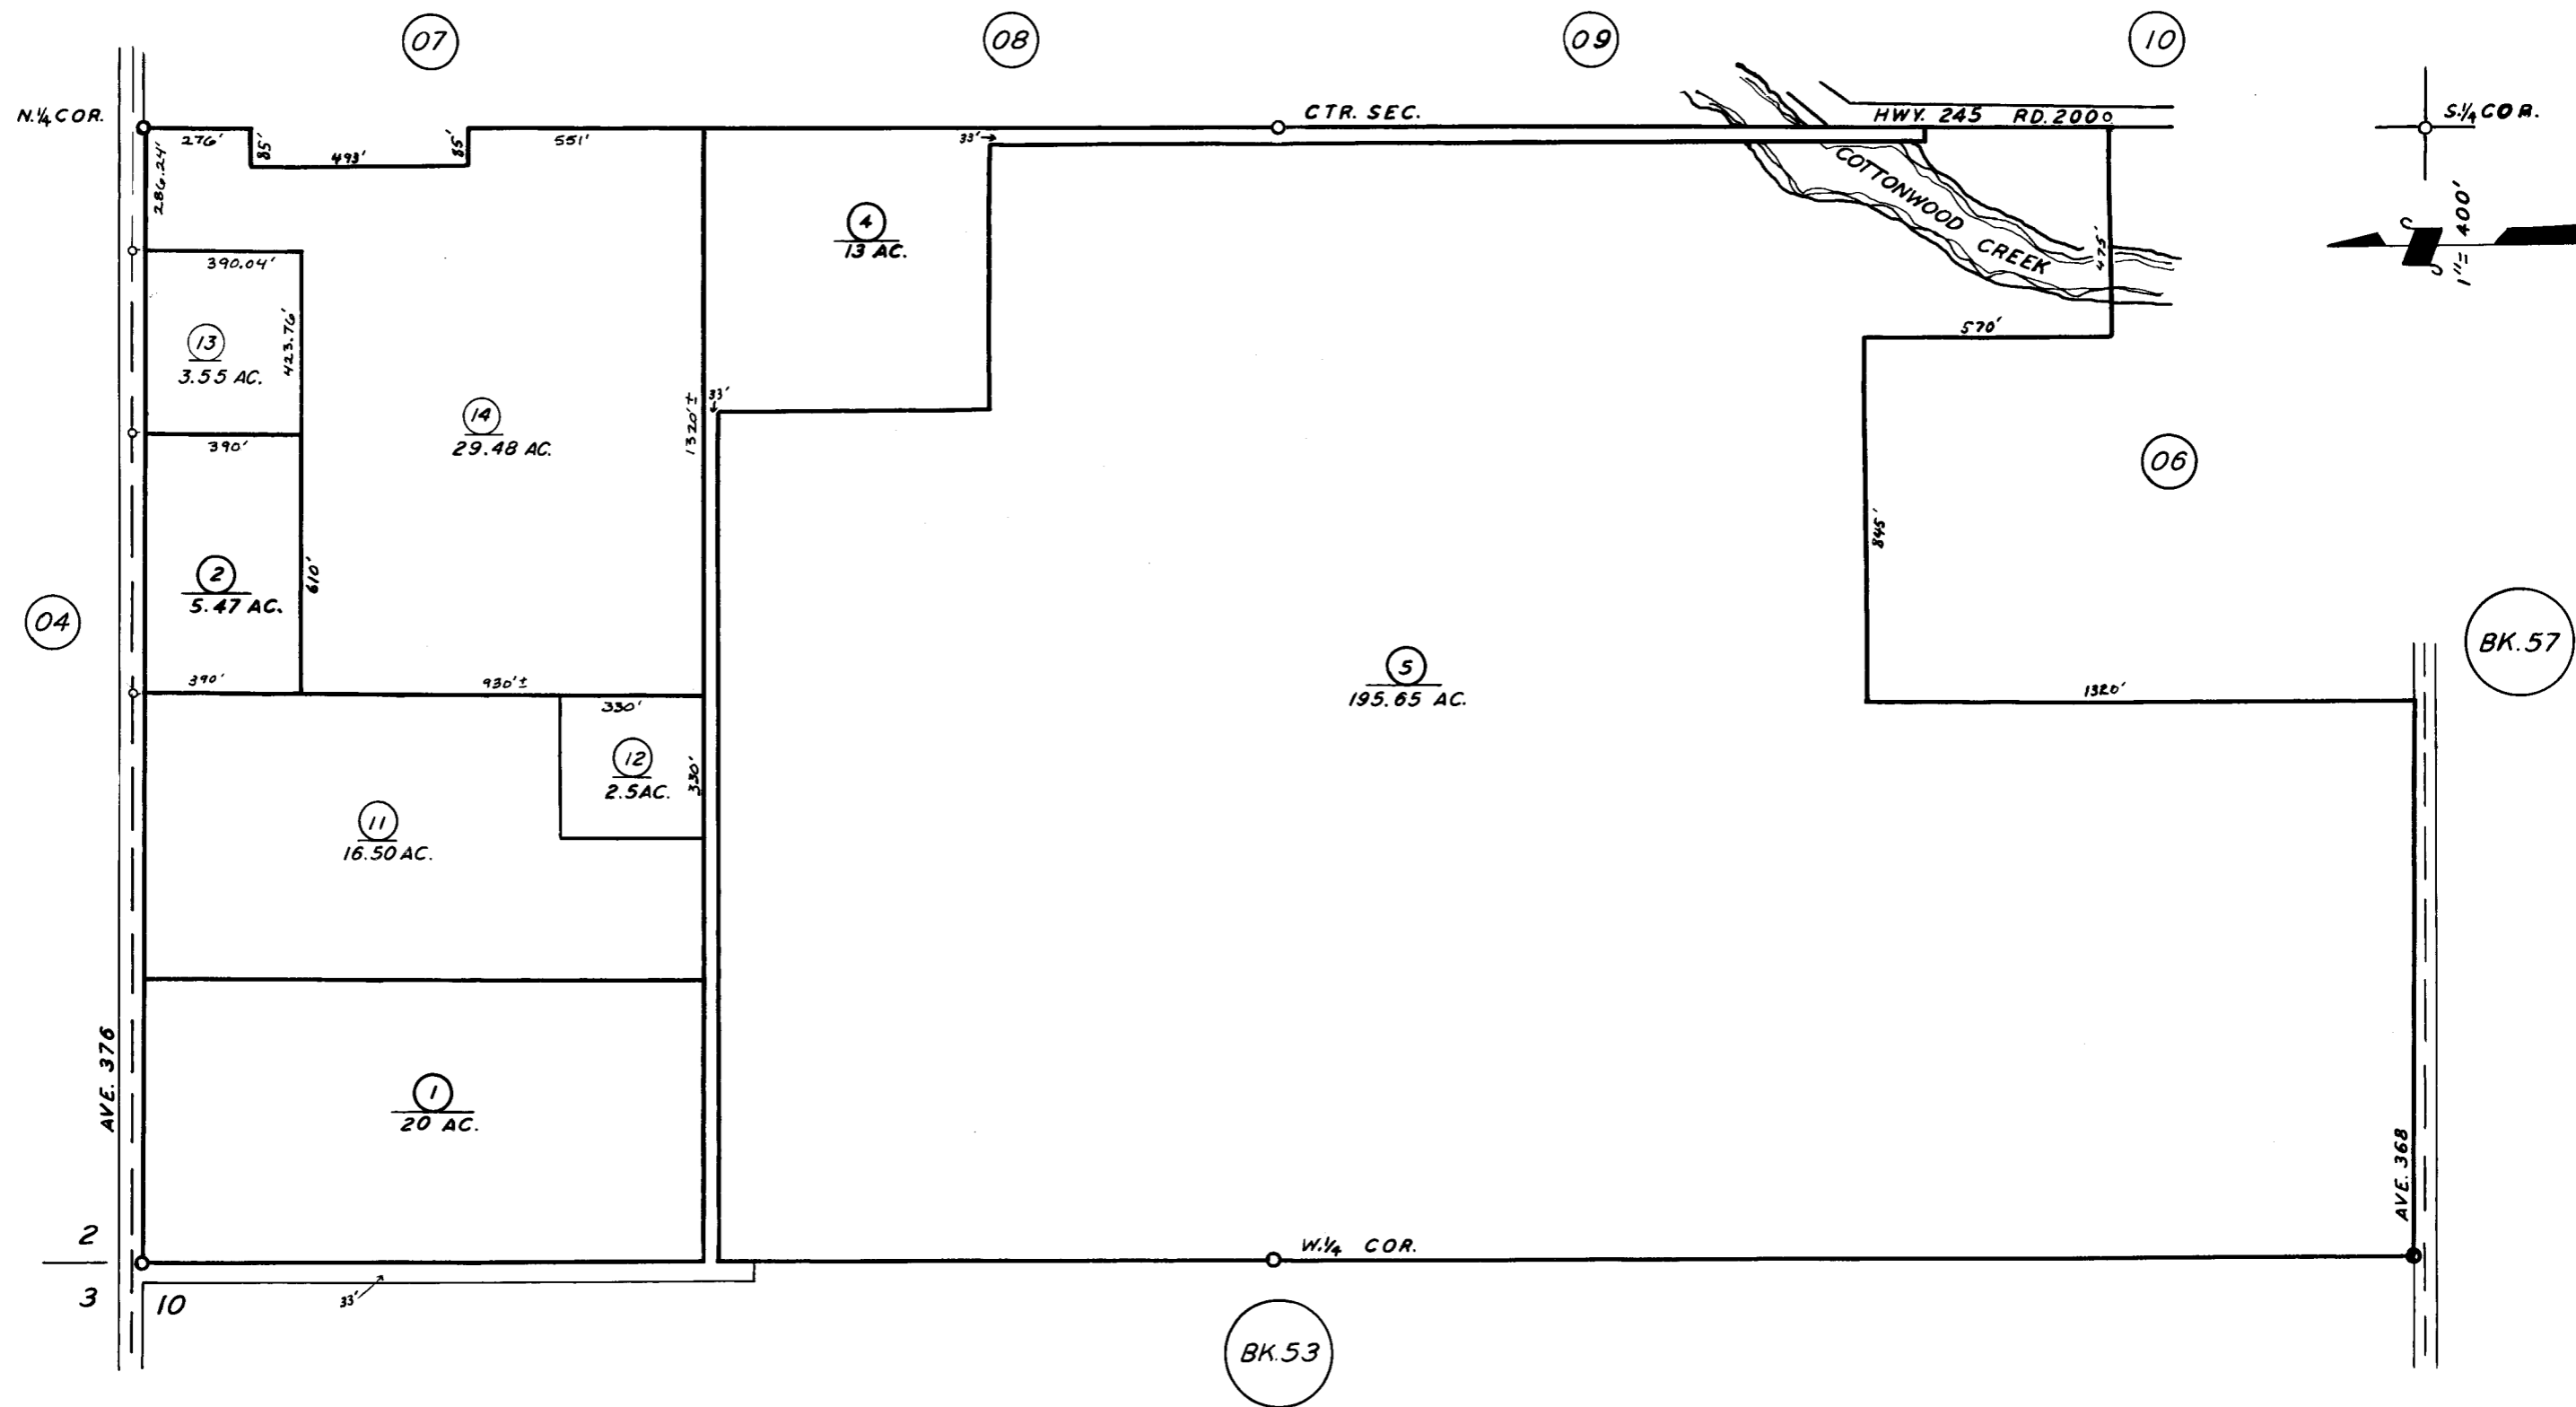 07
08
09
10
N.¼ COR.
CTR. SEC.
HWY. 245 RD. 200
S.¼ COR.
276'
85'
493'
85'
551'
33'
286.24'
COTTONWOOD CREEK
475'
1"= 400'
390.04'
4
13 AC.
13
3.55 AC.
423.76'
14
29.48 AC.
1320'±
33'
570'
390'
06
2
5.47 AC.
610'
845'
04
BK. 57
5
195.65 AC.
390'
930'±
330'
1320'
12
2.5 AC.
330'
11
16.50 AC.
AVE. 376
1
20 AC.
AVE. 368
2
W.¼ COR.
3
10
33'
BK. 53